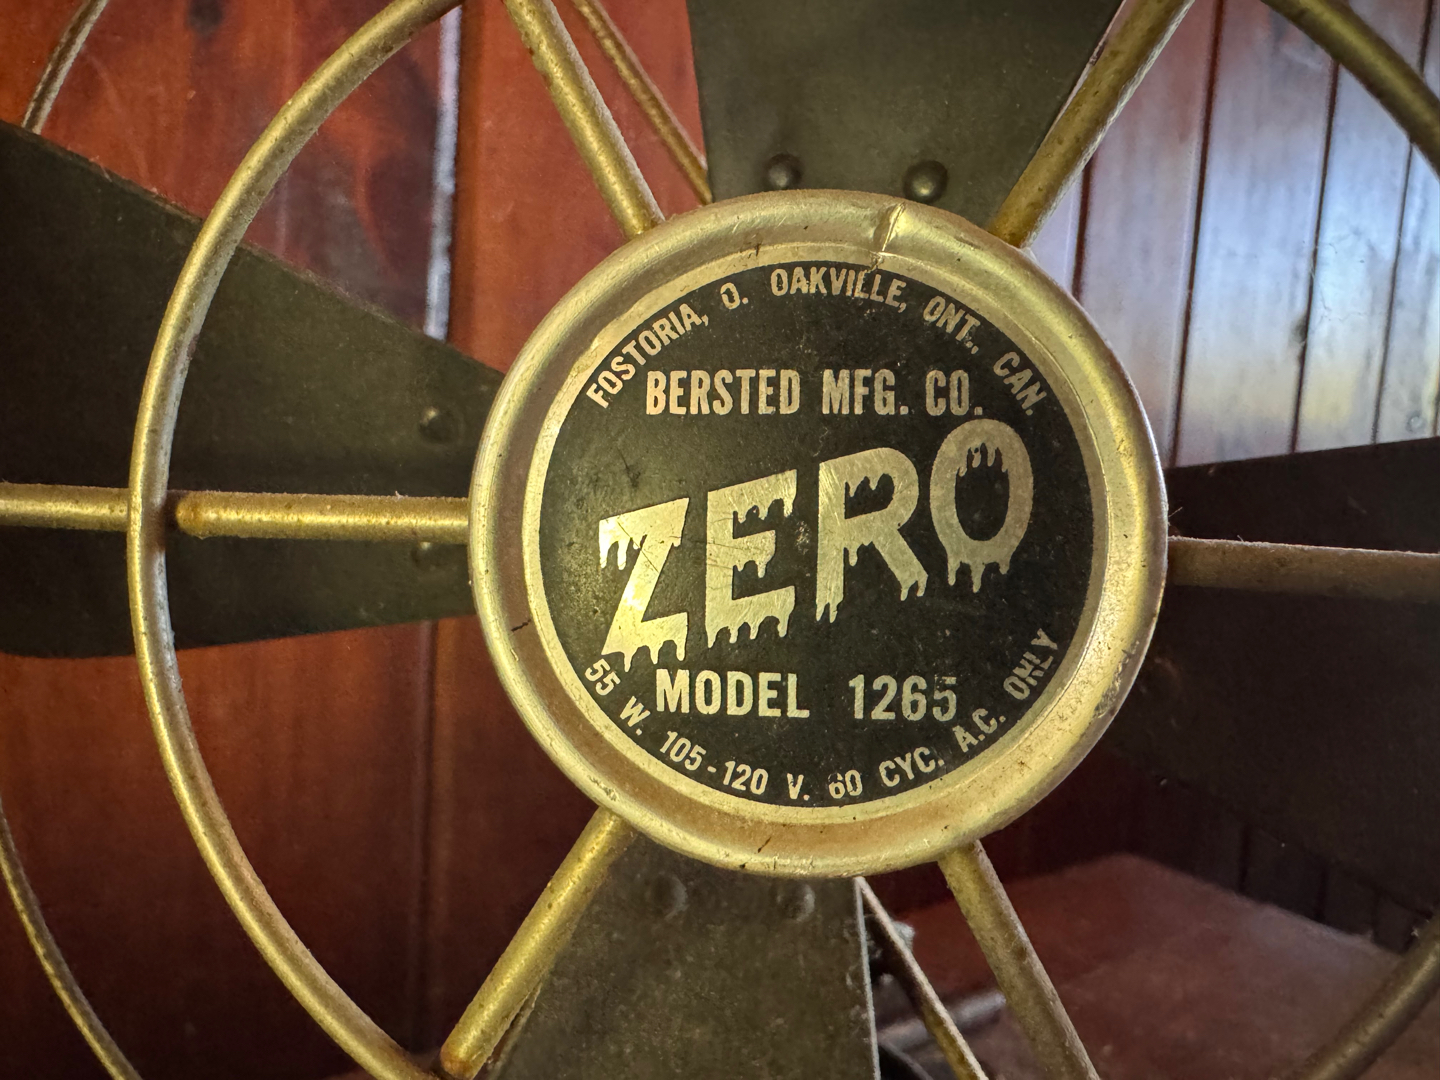 FOSTORIA, O. OAKVILLE, ONT., CAN.
BERSTED MFG. CO.
ZERO
MODEL 1265
55 W. 105-120 V. 60 CYC. A.C. ONLY